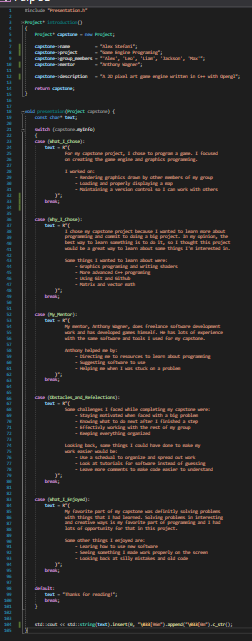 #include "Presentation.h"
Project* introduction()
{
Project* capstone = new Project;
capstone->name = "Alex Stefani";
capstone->project = "Game Engine Programing";
capstone->group_members = "Alex", "Leo", "Liam", "Jackson", "Max";
capstone->mentor = "Anthony Wagner";
capstone->description = "A 2D pixel art game engine written in C++ with OpenGl";
return capstone;
}
void presentation(Project capstone) {
const char* text;
switch (capstone.myInfo)
{
case (What_I_Chose):
text = R"(
For my capstone project, I chose to program a game. I focused
on creating the game engine and graphics programming.
I worked on:
- Rendering graphics drawn by other members of my group
- Loading and properly displaying a map
- Maintaining a version control so I can work with others
)";
break;
case (Why_I_Chose):
text = R"(
I chose my capstone project because I wanted to learn more about
programming and commit to doing a big project. In my opinion, the
best way to learn something is to do it, so I thought this project
would be a great way to learn about some things I'm interested in.
Some things I wanted to learn about were:
- Graphics programing and writing shaders
- More advanced C++ programing
- Using Git and GitHub
- Matrix and vector math
)";
break;
case (My_Mentor):
text = R"(
My mentor, Anthony Wagner, does freelance software development
work and has developed games himself. He has lots of experience
with the same software and tools I used for my capstone.
Anthony helped me by:
- Directing me to resources to learn about programming
- Suggesting software to use
- Helping me when I was stuck on a problem
)";
break;
case (Obstacles_And_Reflections):
text = R"(
Some challenges I faced while completing my capstone were:
- Staying motivated when faced with a big problem
- Knowing what to do next after I finished a step
- Effectively working with the rest of my group
- Keeping everything organized
Looking back, some things I could have done to make my
work easier would be:
- Use a schedule to organize and spread out work
- Look at tutorials for software instead of guessing
- Leave more comments to make code easier to understand
)";
break;
case (What_I_Enjoyed):
text = R"(
My favorite part of my capstone was definitly solving problems
with things that I had learned. Solving problems in interesting
and creative ways is my favorite part of programming and I had
lots of opportunity for that in this project.
Some other things I enjoyed are:
- Learing how to use new software
- Seeing something I made work properly on the screen
- Looking back at silly mistakes and old code
)";
break;
default:
text = "Thanks for reading!";
break;
}
std::cout << std::string(text).insert(0,
}